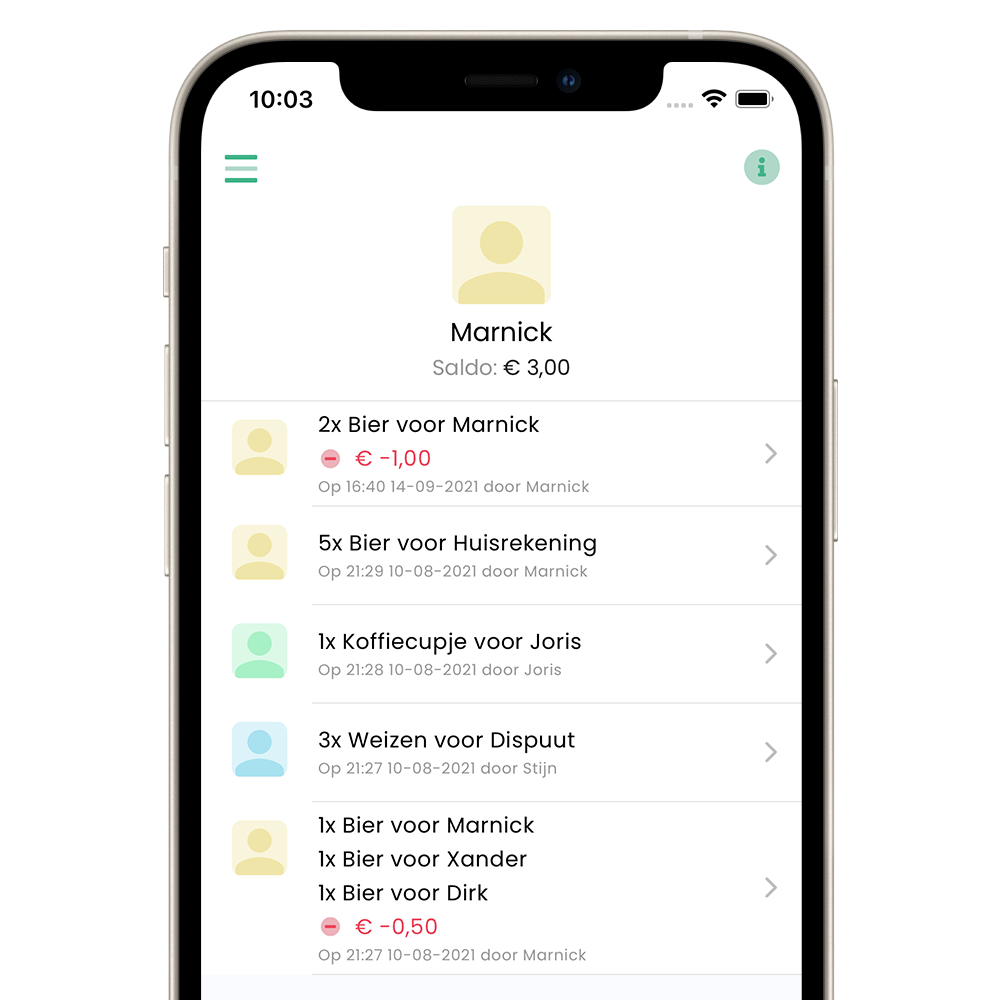 10:03
Marnick
Saldo: € 3,00
2x Bier voor Marnick
€ -1,00
Op 16:40 14-09-2021 door Marnick
5x Bier voor Huisrekening
Op 21:29 10-08-2021 door Marnick
1x Koffiecupje voor Joris
Op 21:28 10-08-2021 door Joris
3x Weizen voor Dispuut
Op 21:27 10-08-2021 door Stijn
1x Bier voor Marnick
1x Bier voor Xander
1x Bier voor Dirk
€ -0,50
Op 21:27 10-08-2021 door Marnick